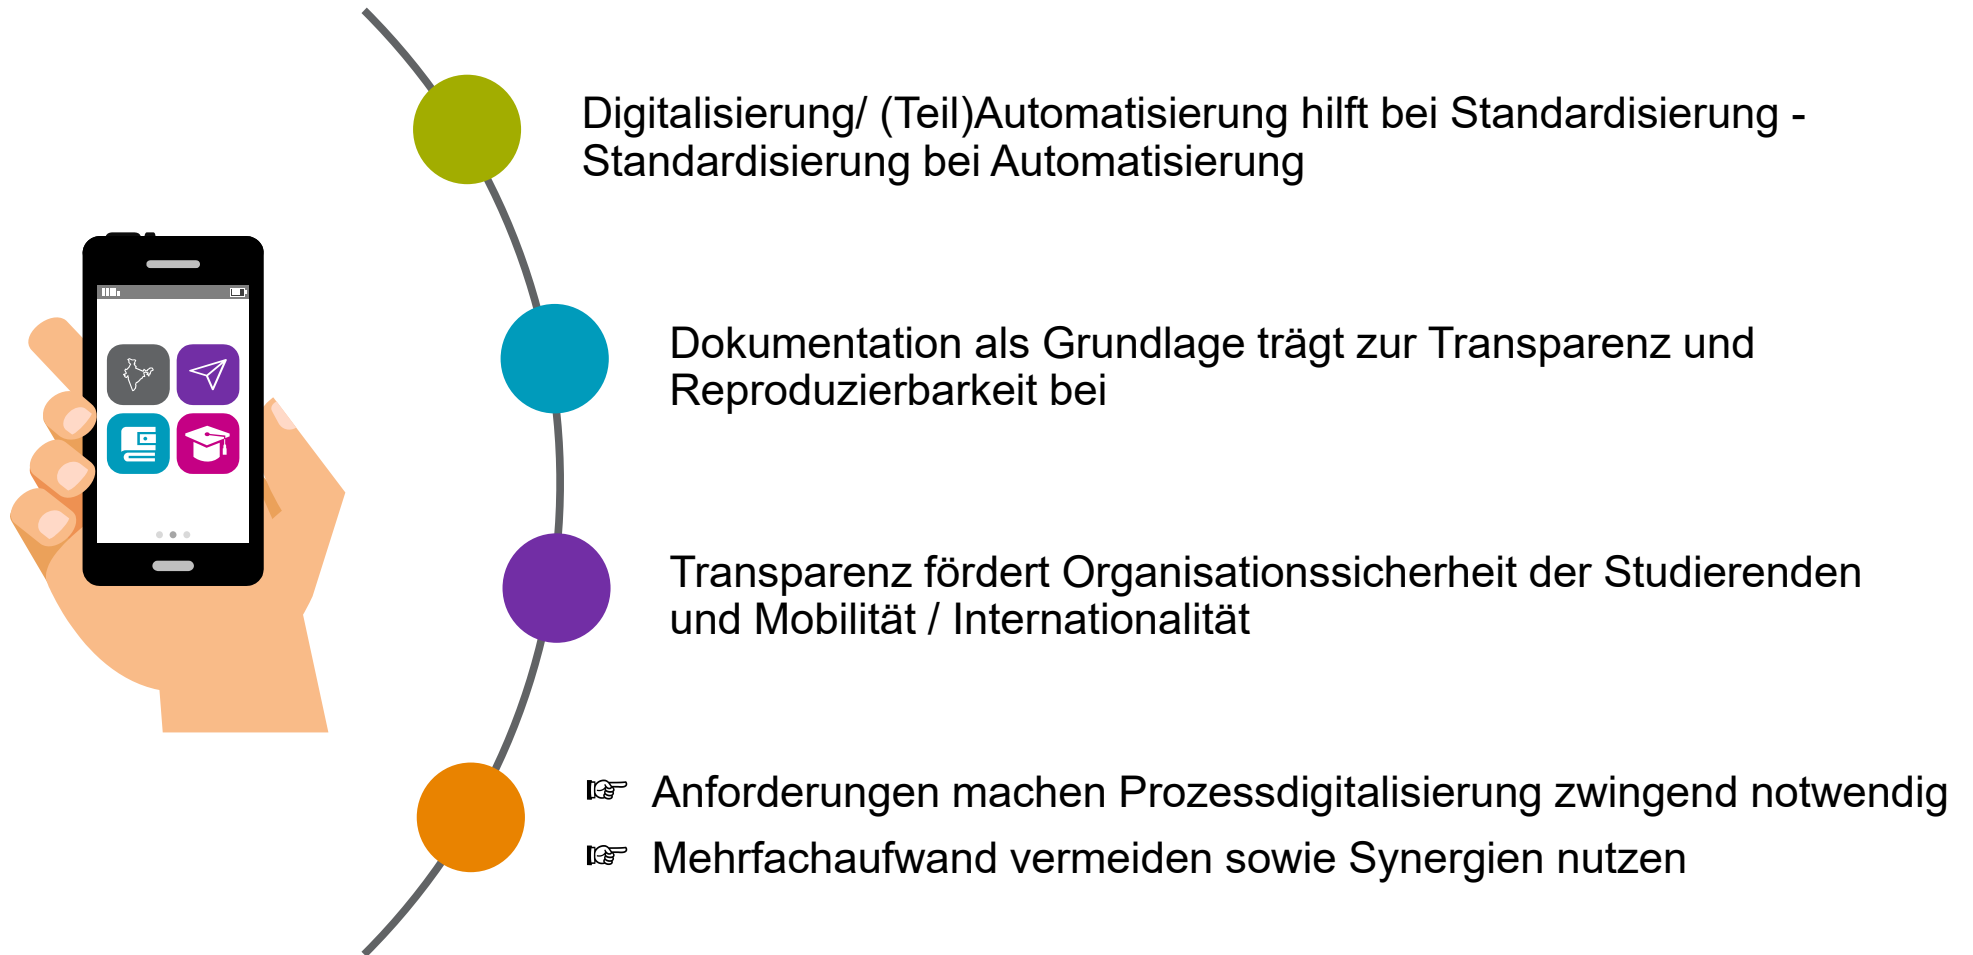 Digitalisierung/ (Teil)Automatisierung hilft bei Standardisierung -
Standardisierung bei Automatisierung
Dokumentation als Grundlage trägt zur Transparenz und
Reproduzierbarkeit bei
Transparenz fördert Organisationssicherheit der Studierenden
und Mobilität / Internationalität
☞ Anforderungen machen Prozessdigitalisierung zwingend notwendig
☞ Mehrfachaufwand vermeiden sowie Synergien nutzen